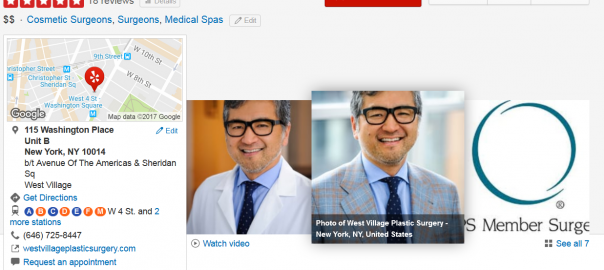 18 reviews Details
$$ · Cosmetic Surgeons, Surgeons, Medical Spas Edit
W 10th St
9th Street
Christopher St
Sheridan Sq
W 8th St
West 4 St
Washington Square
Google
Map data ©2017 Google
115 Washington Place Edit
Unit B
New York, NY 10014
b/t Avenue Of The Americas & Sheridan
Sq
West Village
Get Directions
A B C D E F M W 4 St. and 2
more stations
(646) 725-8447
westvillageplasticsurgery.com
Request an appointment
Photo of West Village Plastic Surgery -
New York, NY, United States
®
PS Member Surge
Watch video
See all 7